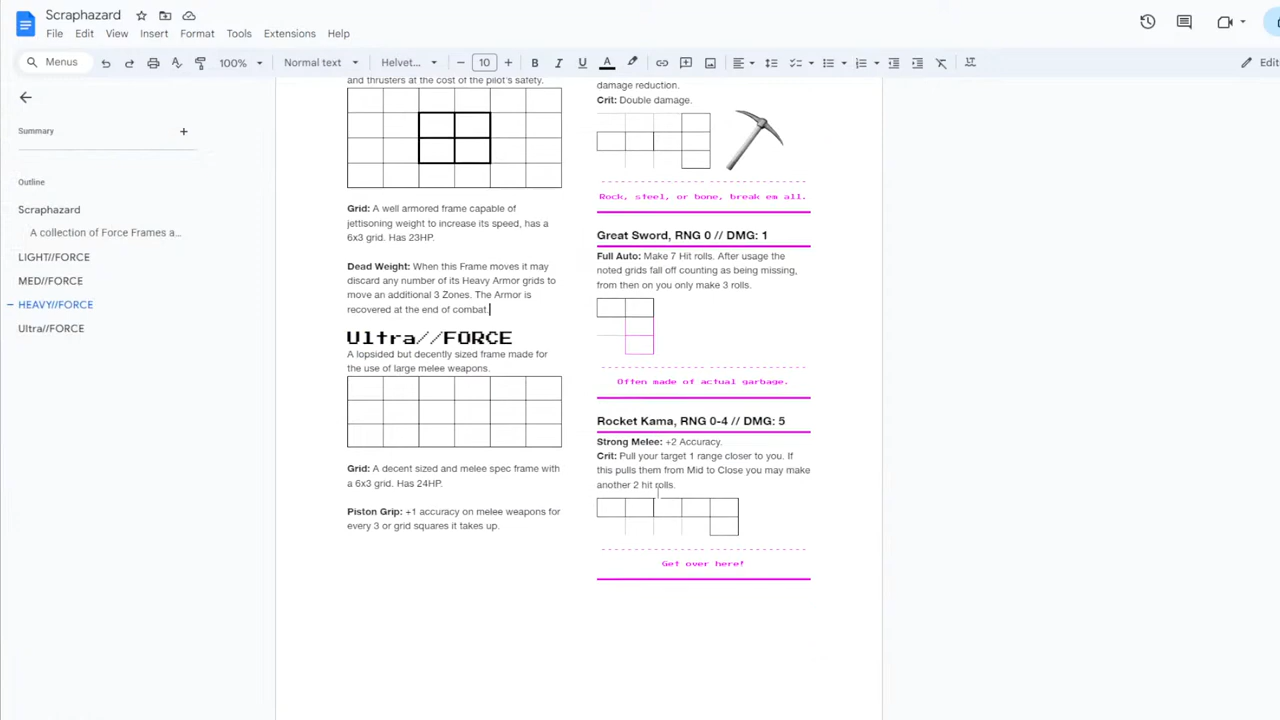 Scraphazard
File Edit View Insert Format Tools Extensions Help
Menus 100% Normal text Helvet... 10 B I U A Edit
Summary
Outline
Scraphazard
A collection of Force Frames a...
LIGHT//FORCE
MED//FORCE
HEAVY//FORCE
Ultra//FORCE
and thrusters at the cost of the pilot's safety.
Grid: A well armored frame capable of
jettisoning weight to increase its speed, has a
6x3 grid. Has 23HP.
Dead Weight: When this Frame moves it may
discard any number of its Heavy Armor grids to
move an additional 3 Zones. The Armor is
recovered at the end of combat.
Ultra//FORCE
A lopsided but decently sized frame made for
the use of large melee weapons.
Grid: A decent sized and melee spec frame with
a 6x3 grid. Has 24HP.
Piston Grip: +1 accuracy on melee weapons for
every 3 or grid squares it takes up.
damage reduction.
Crit: Double damage.
Rock, steel, or bone, break em all.
Great Sword, RNG 0 // DMG: 1
Full Auto: Make 7 Hit rolls. After usage the
noted grids fall off counting as being missing,
from then on you only make 3 rolls.
Often made of actual garbage.
Rocket Kama, RNG 0-4 // DMG: 5
Strong Melee: +2 Accuracy.
Crit: Pull your target 1 range closer to you. If
this pulls them from Mid to Close you may make
another 2 hit rolls.
Get over here!